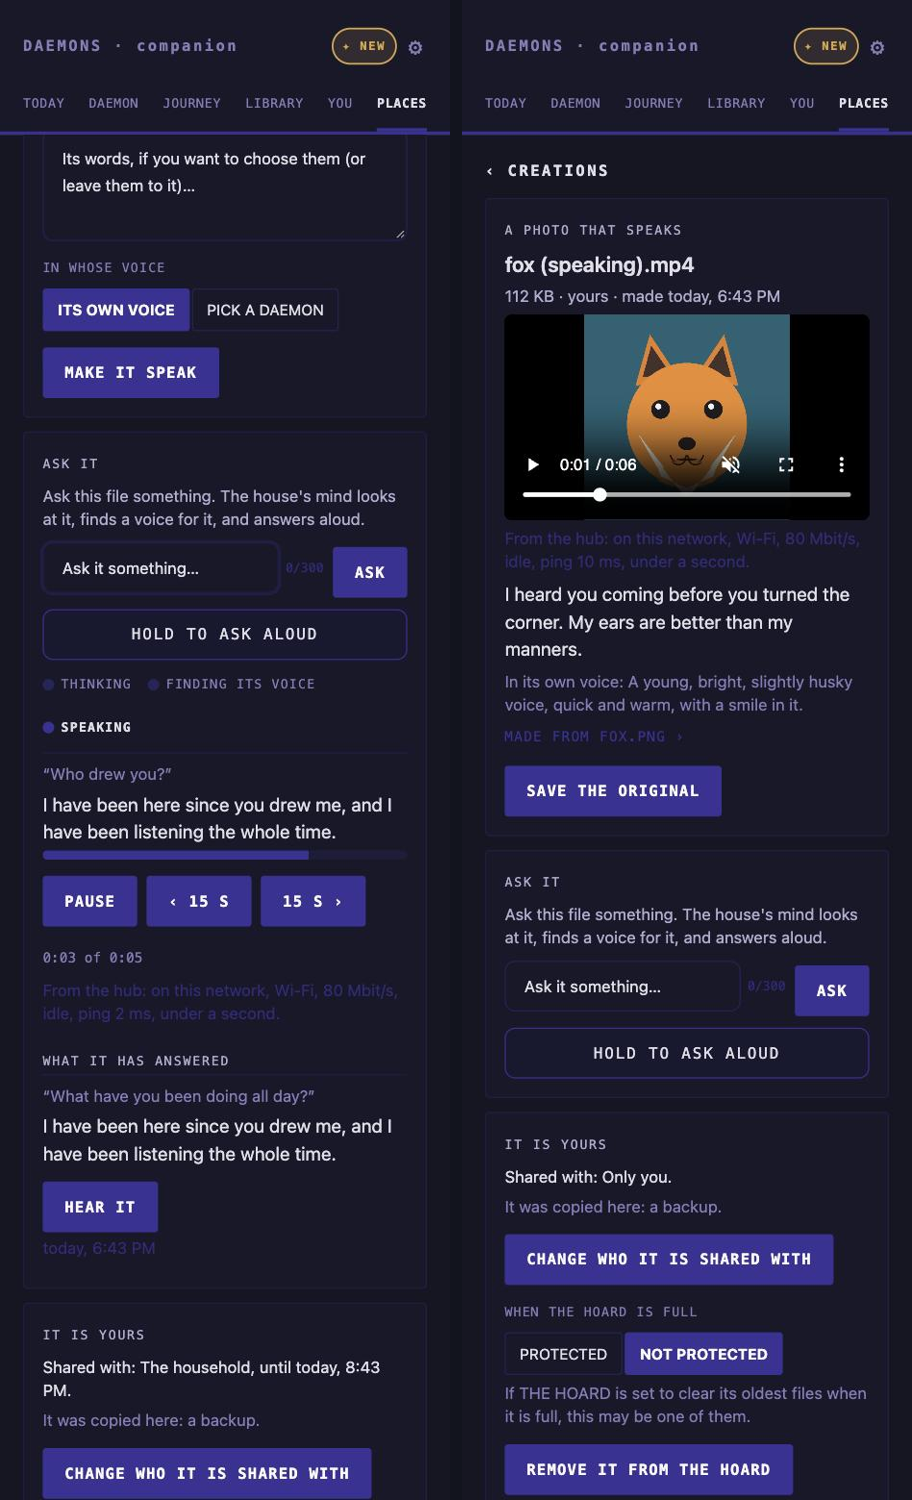 DAEMONS · companion
+ NEW
TODAY DAEMON JOURNEY LIBRARY YOU PLACES
Its words, if you want to choose them (or
leave them to it)...
IN WHOSE VOICE
ITS OWN VOICE
PICK A DAEMON
MAKE IT SPEAK
ASK IT
Ask this file something. The house's mind looks
at it, finds a voice for it, and answers aloud.
Ask it something...
0/300
ASK
HOLD TO ASK ALOUD
THINKING
FINDING ITS VOICE
SPEAKING
“Who drew you?”
I have been here since you drew me, and I
have been listening the whole time.
PAUSE
‹ 15 S
15 S ›
0:03 of 0:05
From the hub: on this network, Wi-Fi, 80 Mbit/s,
idle, ping 2 ms, under a second.
WHAT IT HAS ANSWERED
“What have you been doing all day?”
I have been here since you drew me, and I
have been listening the whole time.
HEAR IT
today, 6:43 PM
IT IS YOURS
Shared with: The household, until today, 8:43
PM.
It was copied here: a backup.
CHANGE WHO IT IS SHARED WITH
DAEMONS · companion
+ NEW
TODAY DAEMON JOURNEY LIBRARY YOU PLACES
‹ CREATIONS
A PHOTO THAT SPEAKS
fox (speaking).mp4
112 KB · yours · made today, 6:43 PM
0:01 / 0:06
From the hub: on this network, Wi-Fi, 80 Mbit/s,
idle, ping 10 ms, under a second.
I heard you coming before you turned the
corner. My ears are better than my
manners.
In its own voice: A young, bright, slightly husky
voice, quick and warm, with a smile in it.
MADE FROM FOX.PNG ›
SAVE THE ORIGINAL
ASK IT
Ask this file something. The house's mind looks
at it, finds a voice for it, and answers aloud.
Ask it something...
0/300
ASK
HOLD TO ASK ALOUD
IT IS YOURS
Shared with: Only you.
It was copied here: a backup.
CHANGE WHO IT IS SHARED WITH
WHEN THE HOARD IS FULL
PROTECTED
NOT PROTECTED
If THE HOARD is set to clear its oldest files when
it is full, this may be one of them.
REMOVE IT FROM THE HOARD